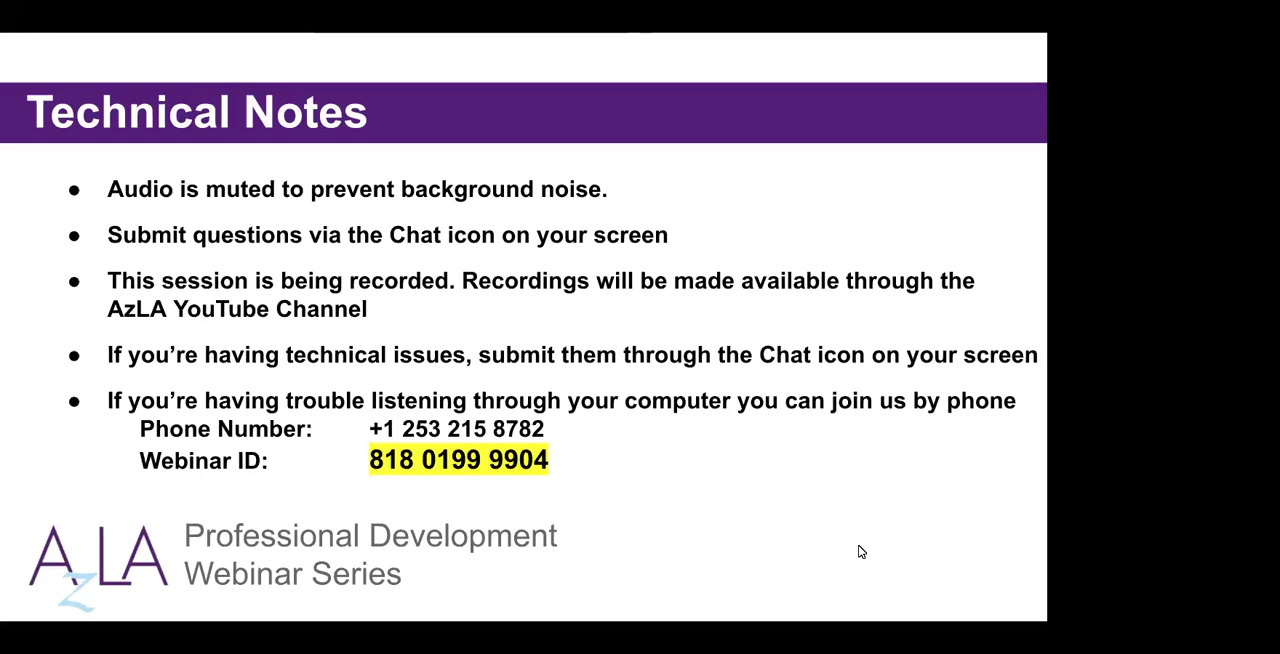 Technical Notes
● Audio is muted to prevent background noise.
● Submit questions via the Chat icon on your screen
● This session is being recorded. Recordings will be made available through the
AzLA YouTube Channel
● If you’re having technical issues, submit them through the Chat icon on your screen
● If you’re having trouble listening through your computer you can join us by phone
Phone Number: +1 253 215 8782
Webinar ID: 818 0199 9904
AzLA Professional Development
Webinar Series